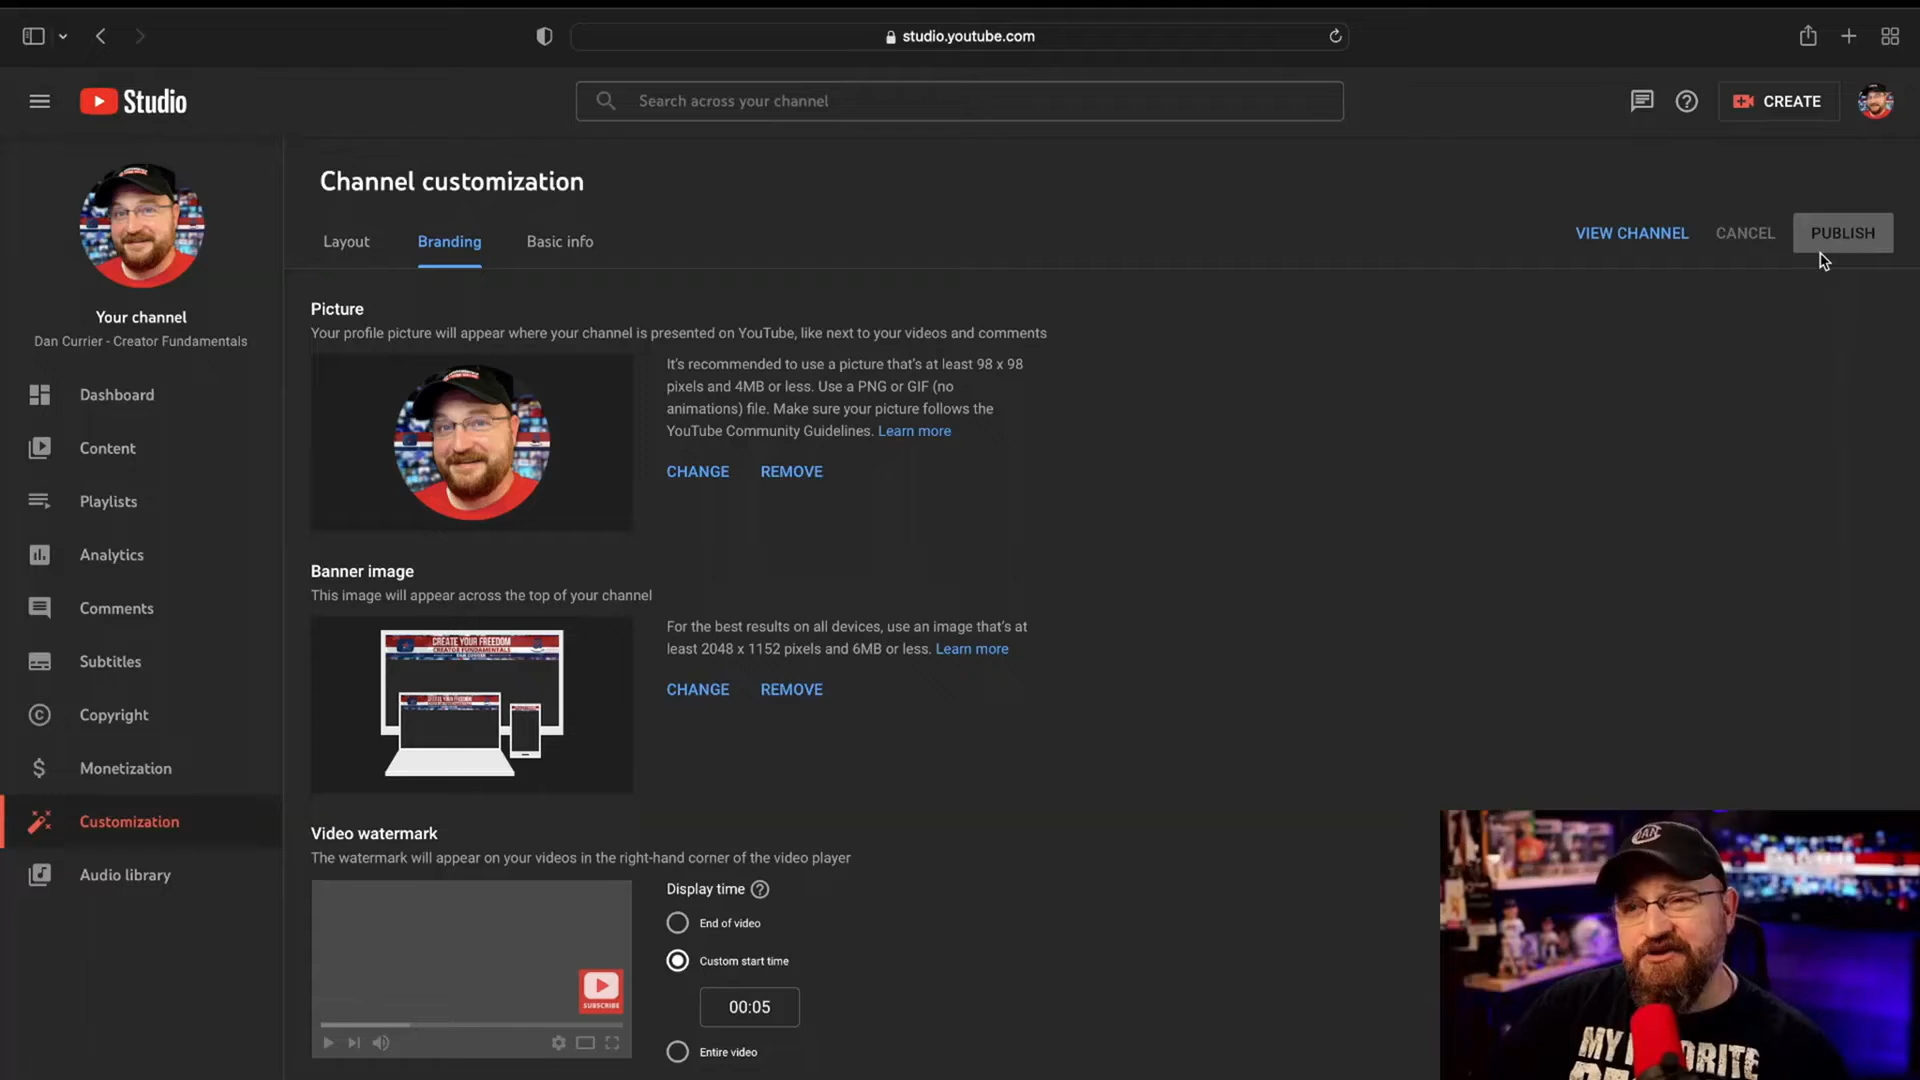 studio.youtube.com
Studio
Search across your channel
CREATE
Your channel
Dan Currier - Creator Fundamentals
Dashboard
Content
Playlists
Analytics
Comments
Subtitles
Copyright
Monetization
Customization
Audio library
Channel customization
Layout
Branding
Basic info
VIEW CHANNEL
CANCEL
PUBLISH
Picture
Your profile picture will appear where your channel is presented on YouTube, like next to your videos and comments
It's recommended to use a picture that's at least 98 x 98
pixels and 4MB or less. Use a PNG or GIF (no
animations) file. Make sure your picture follows the
YouTube Community Guidelines. Learn more
CHANGE
REMOVE
Banner image
This image will appear across the top of your channel
CREATE YOUR FREEDOM
CREATOR FUNDAMENTALS
For the best results on all devices, use an image that's at
least 2048 x 1152 pixels and 6MB or less. Learn more
CHANGE
REMOVE
Video watermark
The watermark will appear on your videos in the right-hand corner of the video player
SUBSCRIBE
Display time
End of video
Custom start time
00:05
Entire video
DAN
MY FAVORITE